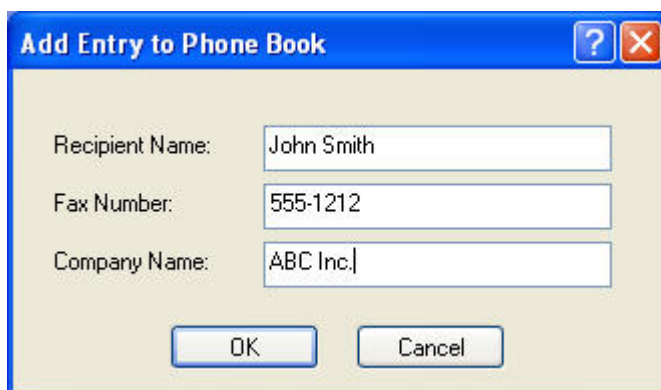 Add Entry to Phone Book ?
Recipient Name: John Smith
Fax Number: 555-1212
Company Name: ABC Inc.
OK Cancel